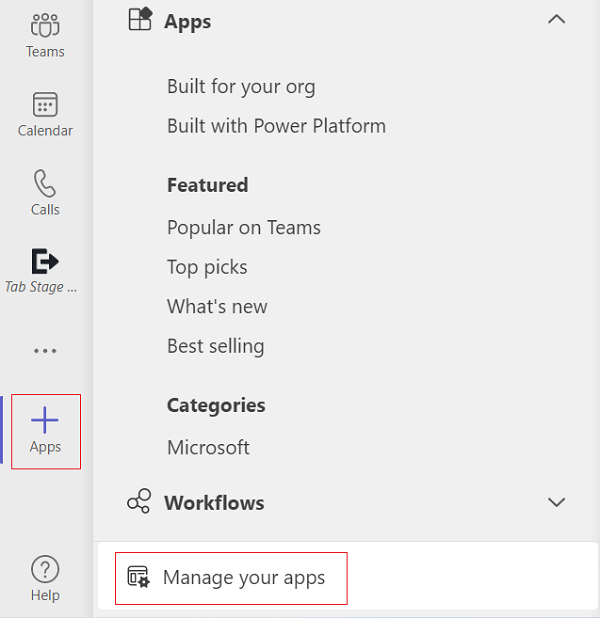 Teams
Calendar
Calls
Tab Stage ...
Apps
Help
Apps
Built for your org
Built with Power Platform
Featured
Popular on Teams
Top picks
What's new
Best selling
Categories
Microsoft
Workflows
Manage your apps